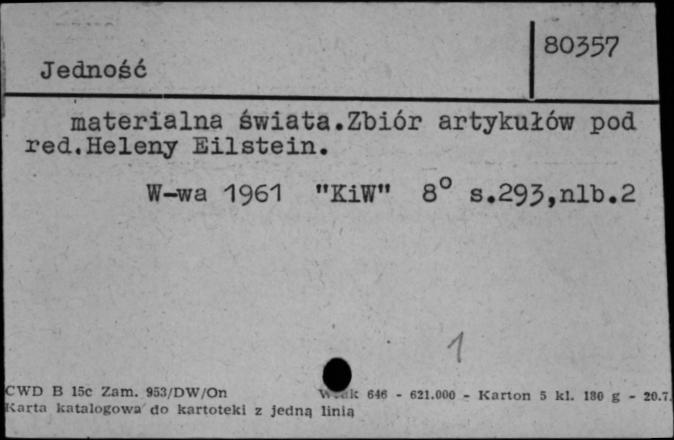 80357
Jedność
materialna świata.Zbiór artykułów pod
red.Heleny Eilstein.
W-wa 1961 "KiW" 8° s.293,nlb.2
1
CWD B 15c Zam. 953/DW/On 646 - 621.000 - Karton 5 kl. 180 g - 20.7.
Karta katalogowa do kartoteki z jedną linią